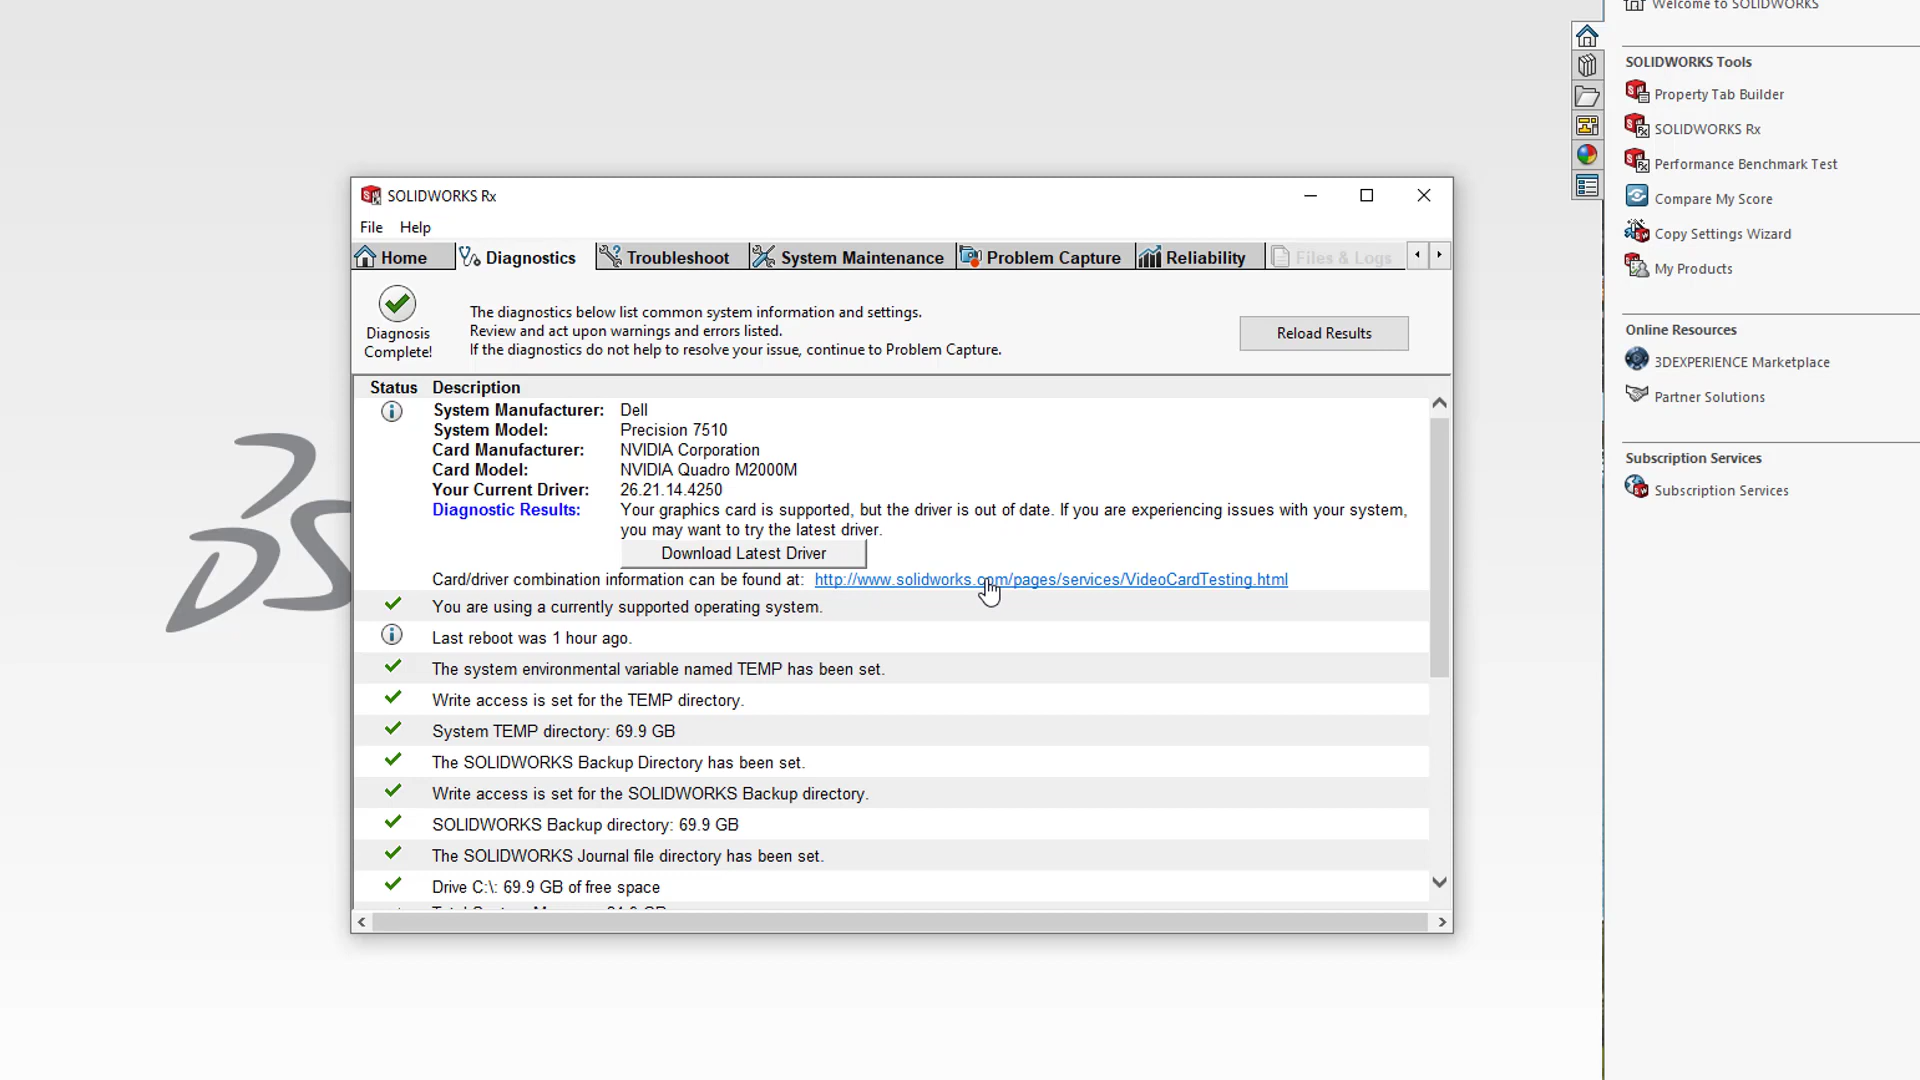 Welcome to SOLIDWORKS
SOLIDWORKS Tools
Property Tab Builder
SOLIDWORKS Rx
Performance Benchmark Test
Compare My Score
Copy Settings Wizard
My Products
Online Resources
3DEXPERIENCE Marketplace
Partner Solutions
Subscription Services
Subscription Services
SOLIDWORKS Rx
File Help
Home Diagnostics Troubleshoot System Maintenance Problem Capture Reliability Files & Logs
Diagnosis
Complete!
The diagnostics below list common system information and settings.
Review and act upon warnings and errors listed.
If the diagnostics do not help to resolve your issue, continue to Problem Capture.
Reload Results
Status Description
System Manufacturer: Dell
System Model: Precision 7510
Card Manufacturer: NVIDIA Corporation
Card Model: NVIDIA Quadro M2000M
Your Current Driver: 26.21.14.4250
Diagnostic Results: Your graphics card is supported, but the driver is out of date. If you are experiencing issues with your system,
you may want to try the latest driver.
Download Latest Driver
Card/driver combination information can be found at: http://www.solidworks.com/pages/services/VideoCardTesting.html
You are using a currently supported operating system.
Last reboot was 1 hour ago.
The system environmental variable named TEMP has been set.
Write access is set for the TEMP directory.
System TEMP directory: 69.9 GB
The SOLIDWORKS Backup Directory has been set.
Write access is set for the SOLIDWORKS Backup directory.
SOLIDWORKS Backup directory: 69.9 GB
The SOLIDWORKS Journal file directory has been set.
Drive C:\: 69.9 GB of free space